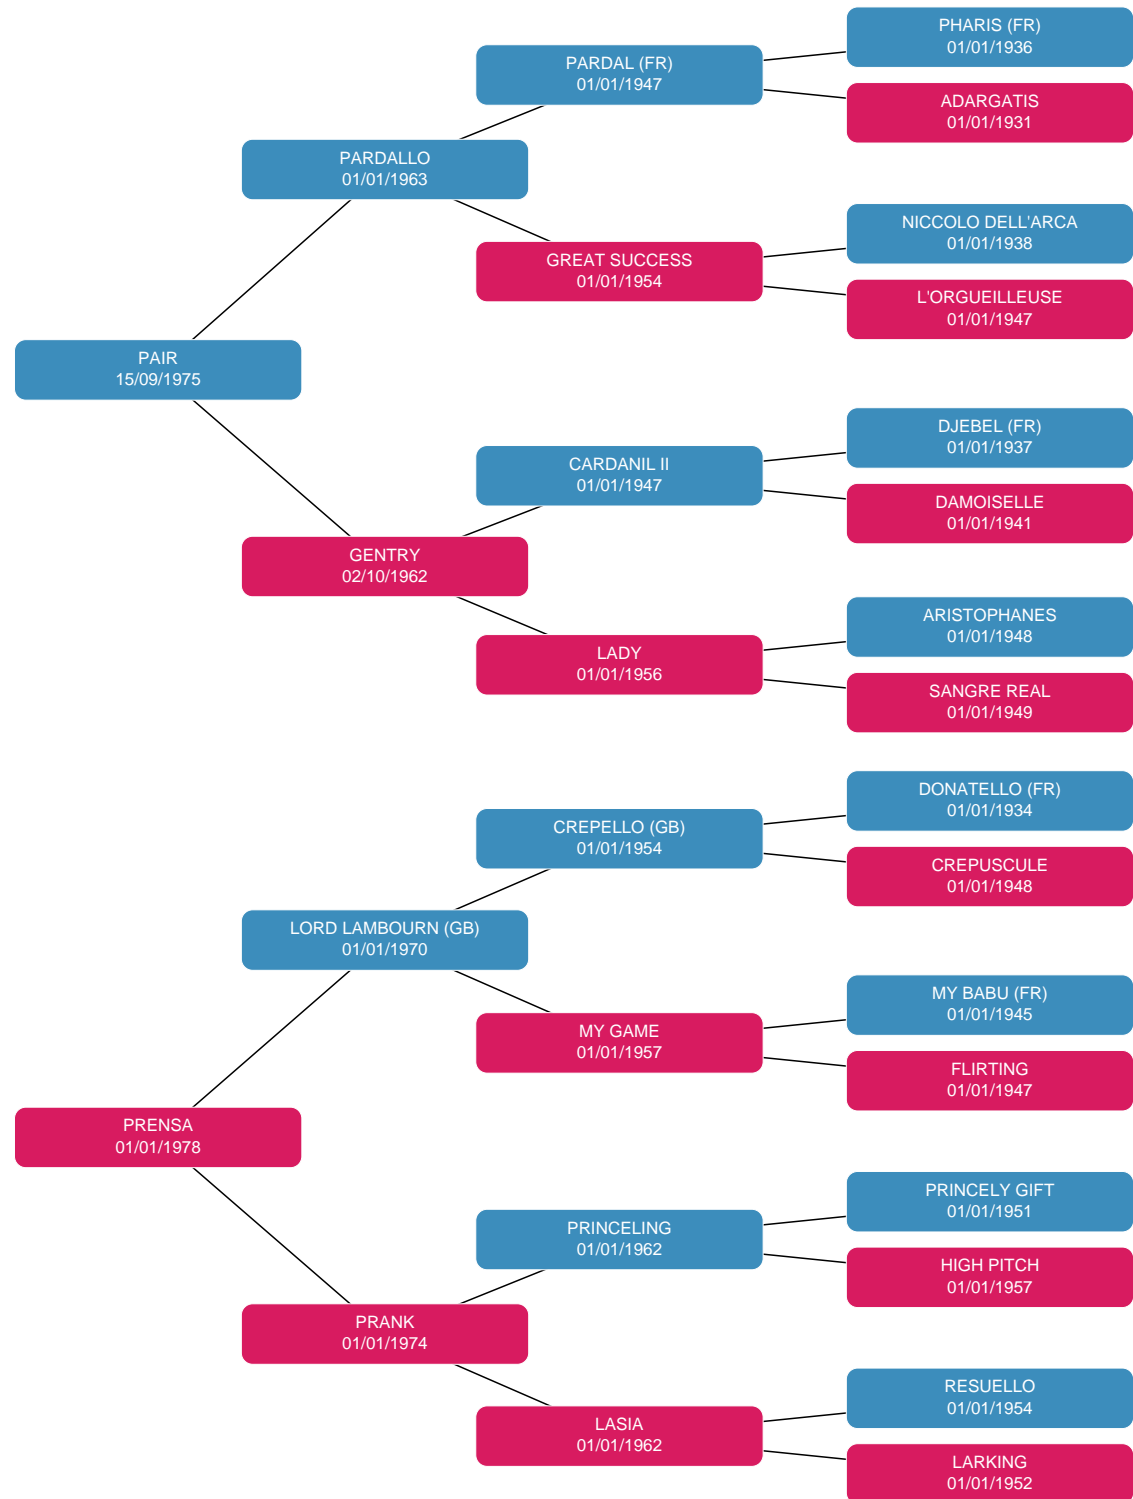 PHARIS (FR)
01/01/1936
PARDAL (FR)
01/01/1947
ADARGATIS
01/01/1931
PARDALLO
01/01/1963
NICCOLO DELL'ARCA
01/01/1938
GREAT SUCCESS
01/01/1954
L'ORGUEILLEUSE
01/01/1947
PAIR
15/09/1975
DJEBEL (FR)
01/01/1937
CARDANIL II
01/01/1947
DAMOISELLE
01/01/1941
GENTRY
02/10/1962
ARISTOPHANES
01/01/1948
LADY
01/01/1956
SANGRE REAL
01/01/1949
DONATELLO (FR)
01/01/1934
CREPELLO (GB)
01/01/1954
CREPUSCULE
01/01/1948
LORD LAMBOURN (GB)
01/01/1970
MY BABU (FR)
01/01/1945
MY GAME
01/01/1957
FLIRTING
01/01/1947
PRENSA
01/01/1978
PRINCELY GIFT
01/01/1951
PRINCELING
01/01/1962
HIGH PITCH
01/01/1957
PRANK
01/01/1974
RESUELLO
01/01/1954
LASIA
01/01/1962
LARKING
01/01/1952